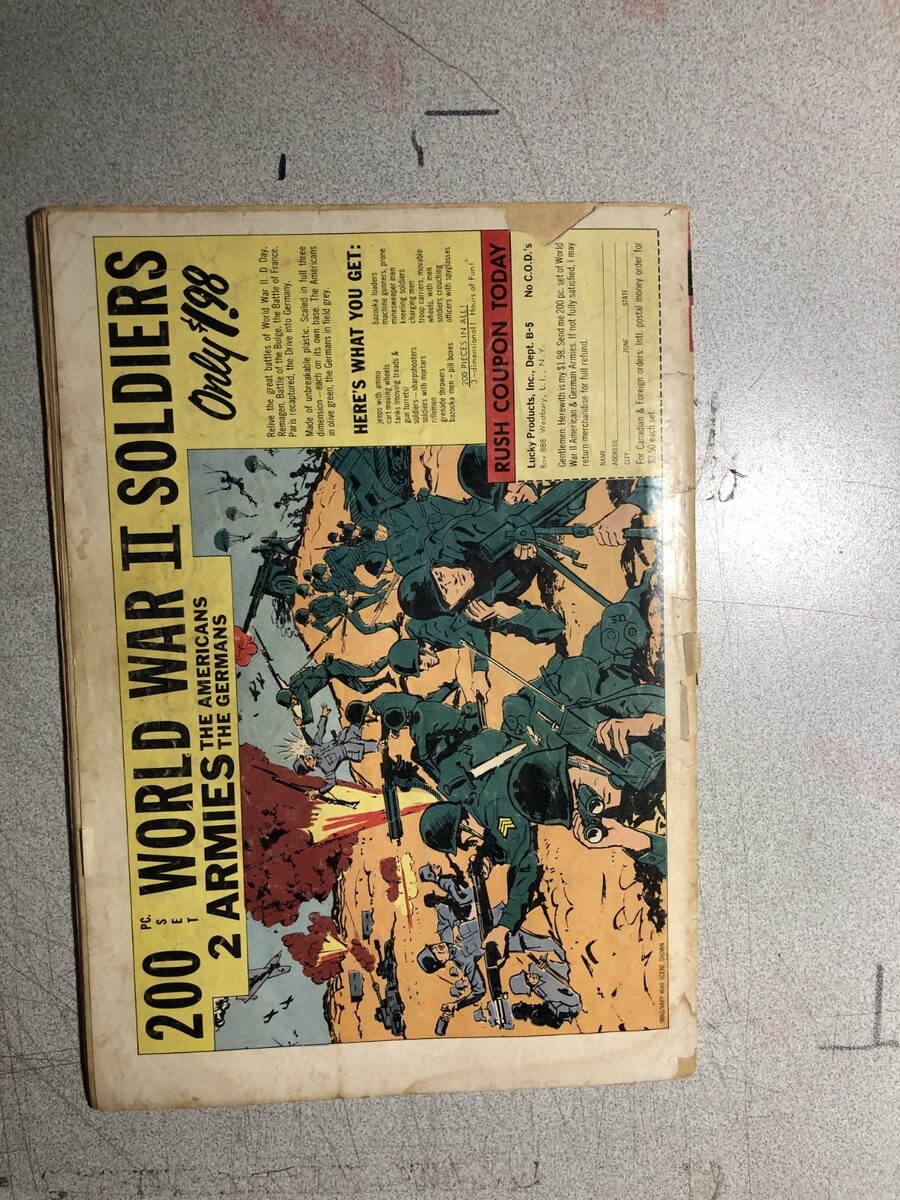 200 PC. SET WORLD WAR II SOLDIERS
2 ARMIES THE AMERICANS
THE GERMANS
Only $1.98
Relive the great battles of World War II. D Day,
Remagen, Battle of the Bulge, the Battle of France,
Paris recaptured, the Drive into Germany.
Made of unbreakable plastic. Scaled in full three
dimension—each on its own base. The Americans
in olive green, the Germans in field grey.
HERE'S WHAT YOU GET:
jeeps with ammo
cart-moving wheels
tanks (moving treads &
gun turrets)
soldiers—sharpshooters
soldiers with mortars
riflemen
grenade throwers
bazooka men - pill boxes
bazooka loaders
machine gunners, prone
minesweeper men
kneeling soldiers
charging men
troop carriers, movable
wheels, with men
soldiers crouching
officers with spyglasses
200 PIECES IN ALL!
3-dimensional! Hours of Fun!
RUSH COUPON TODAY
Lucky Products, Inc., Dept. B-5 No C.O.D.'s
Box 888 Westbury, L. I., N. Y.
Gentlemen: Herewith is my $1.98. Send me 200 pc. set of World
War II American & German Armies. If not fully satisfied, I may
return merchandise for full refund.
NAME
ADDRESS
CITY ZONE STATE
For Canadian & Foreign orders: Intl. postal money order for
$2.50 each set.
U.S.
IMAGINARY WAR SCENE SHOWN